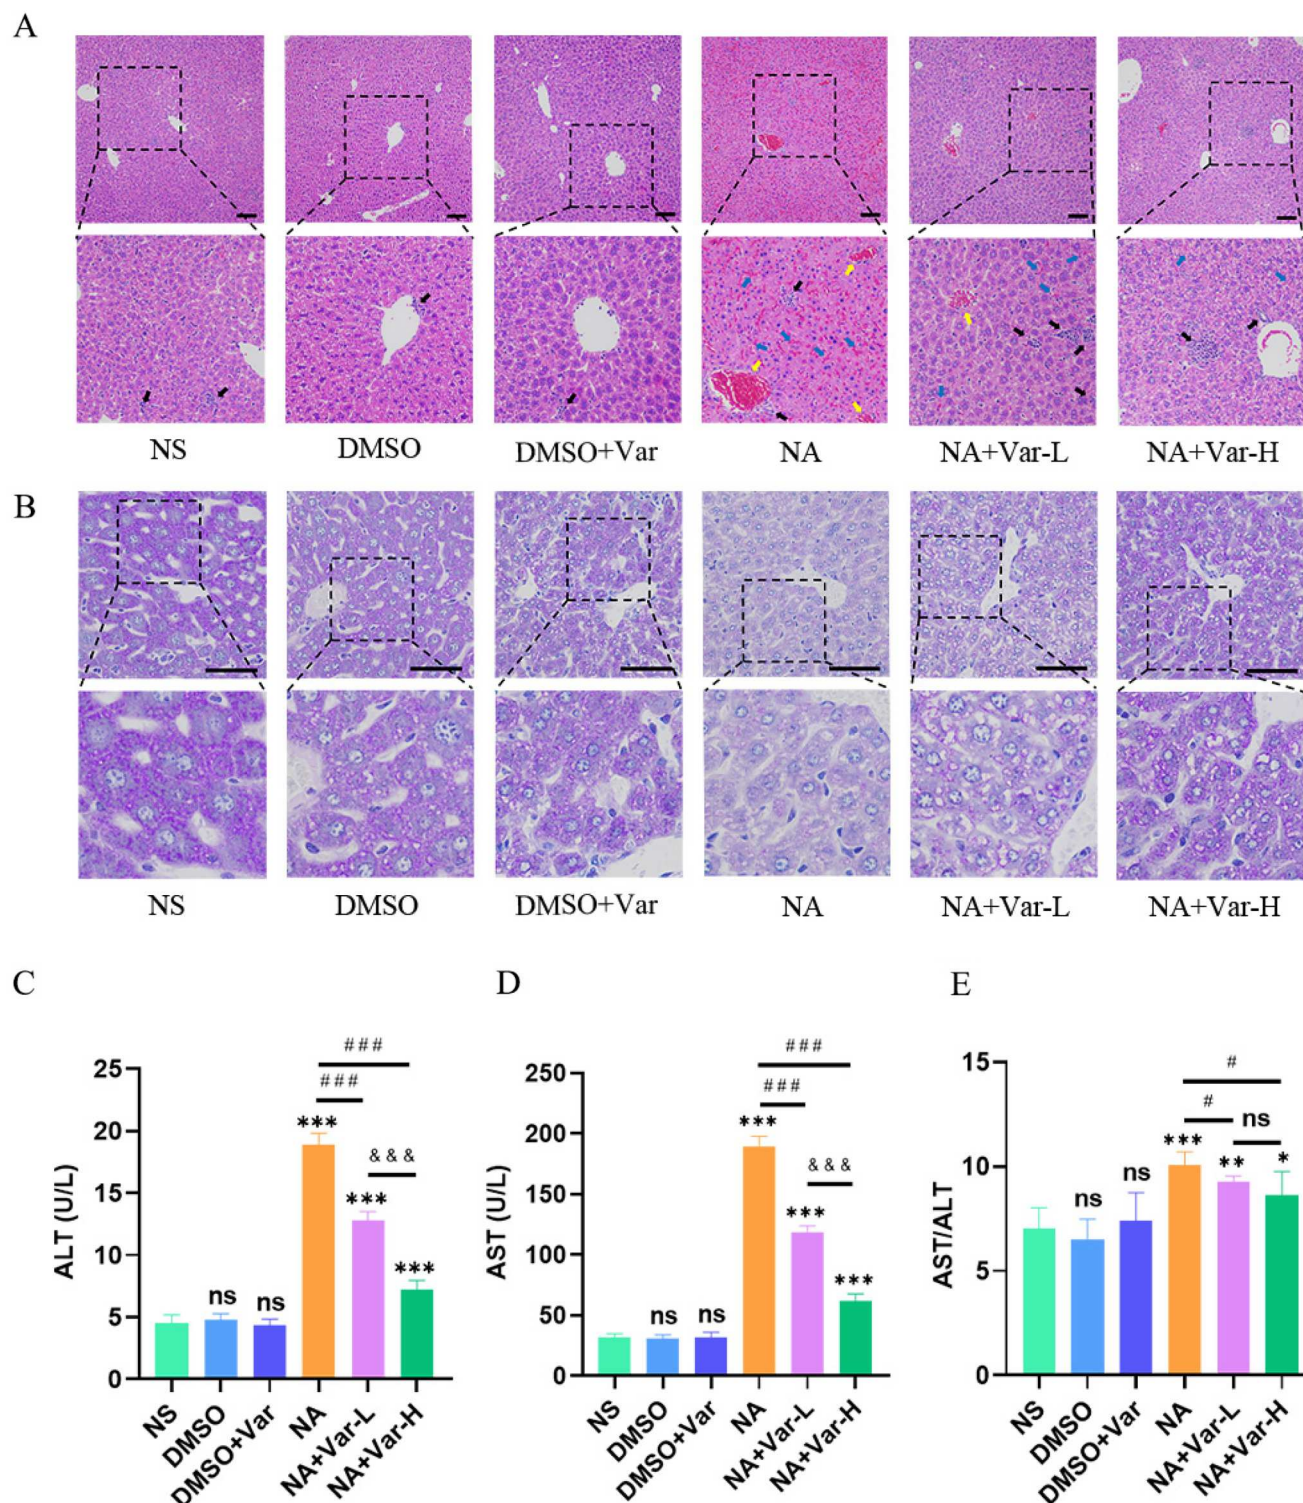 A
NS DMSO DMSO+Var NA NA+Var-L NA+Var-H
B
NS DMSO DMSO+Var NA NA+Var-L NA+Var-H
C
ALT (U/L)
25
20
15
10
5
0
ns
ns
***
***
***
###
###
&&&
NS
DMSO
DMSO+Var
NA
NA+Var-L
NA+Var-H
D
AST (U/L)
250
200
150
100
50
0
ns
ns
***
***
***
###
###
&&&
NS
DMSO
DMSO+Var
NA
NA+Var-L
NA+Var-H
E
AST/ALT
15
10
5
0
ns
ns
***
**
*
#
#
ns
NS
DMSO
DMSO+Var
NA
NA+Var-L
NA+Var-H